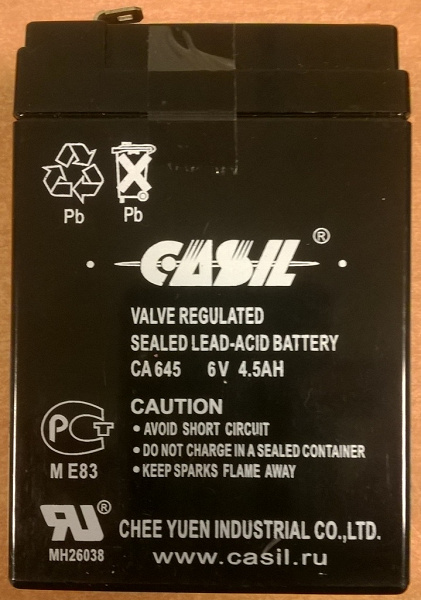 Pb Pb
CASIL®
VALVE REGULATED
SEALED LEAD-ACID BATTERY
CA 645 6V 4.5AH
CAUTION
• AVOID SHORT CIRCUIT
• DO NOT CHARGE IN A SEALED CONTAINER
• KEEP SPARKS FLAME AWAY
РСТ
M E83
RU®
MH26038
CHEE YUEN INDUSTRIAL CO.,LTD.
www.casil.ru